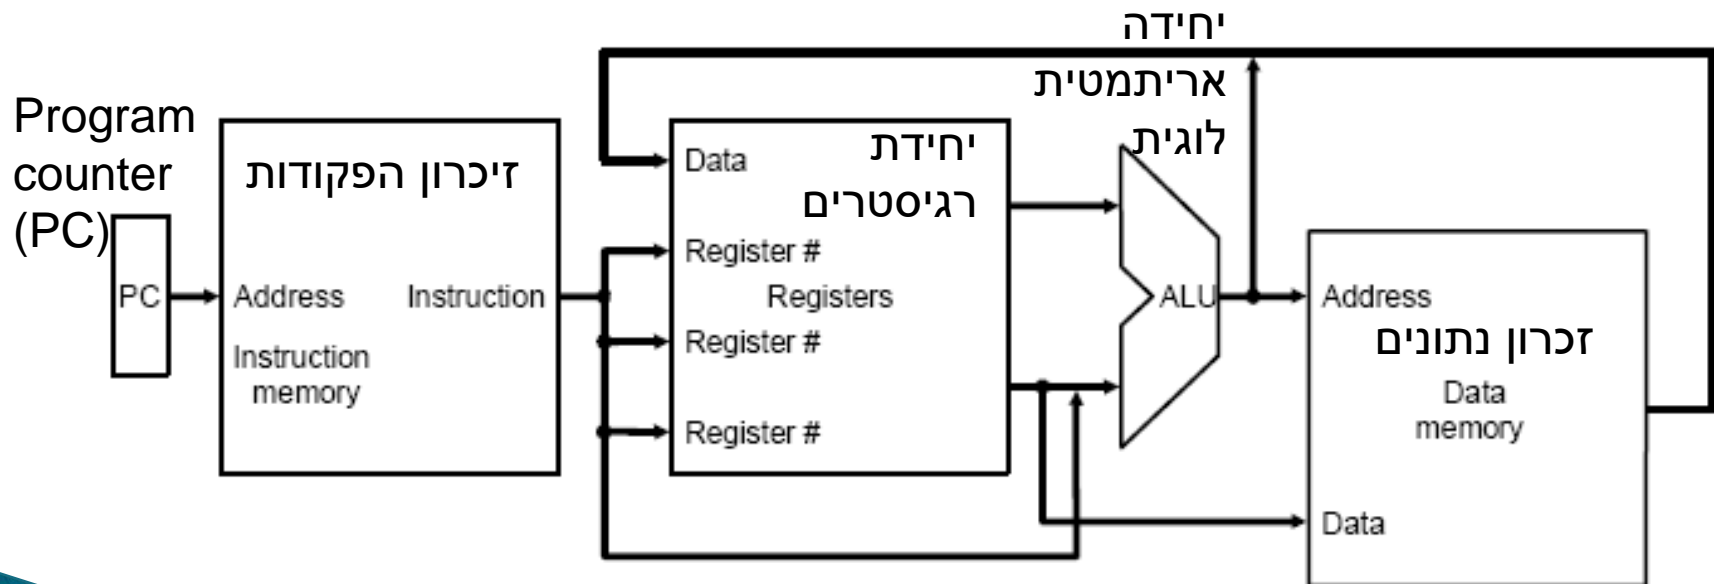 יחידה
אריתמטית
לוגית
Program
counter
(PC)
זיכרון הפקודות
יחידת
רגיסטרים
PC
Address
Instruction
Instruction
memory
Data
Register #
Registers
Register #
Register #
ALU
Address
זכרון נתונים
Data
memory
Data